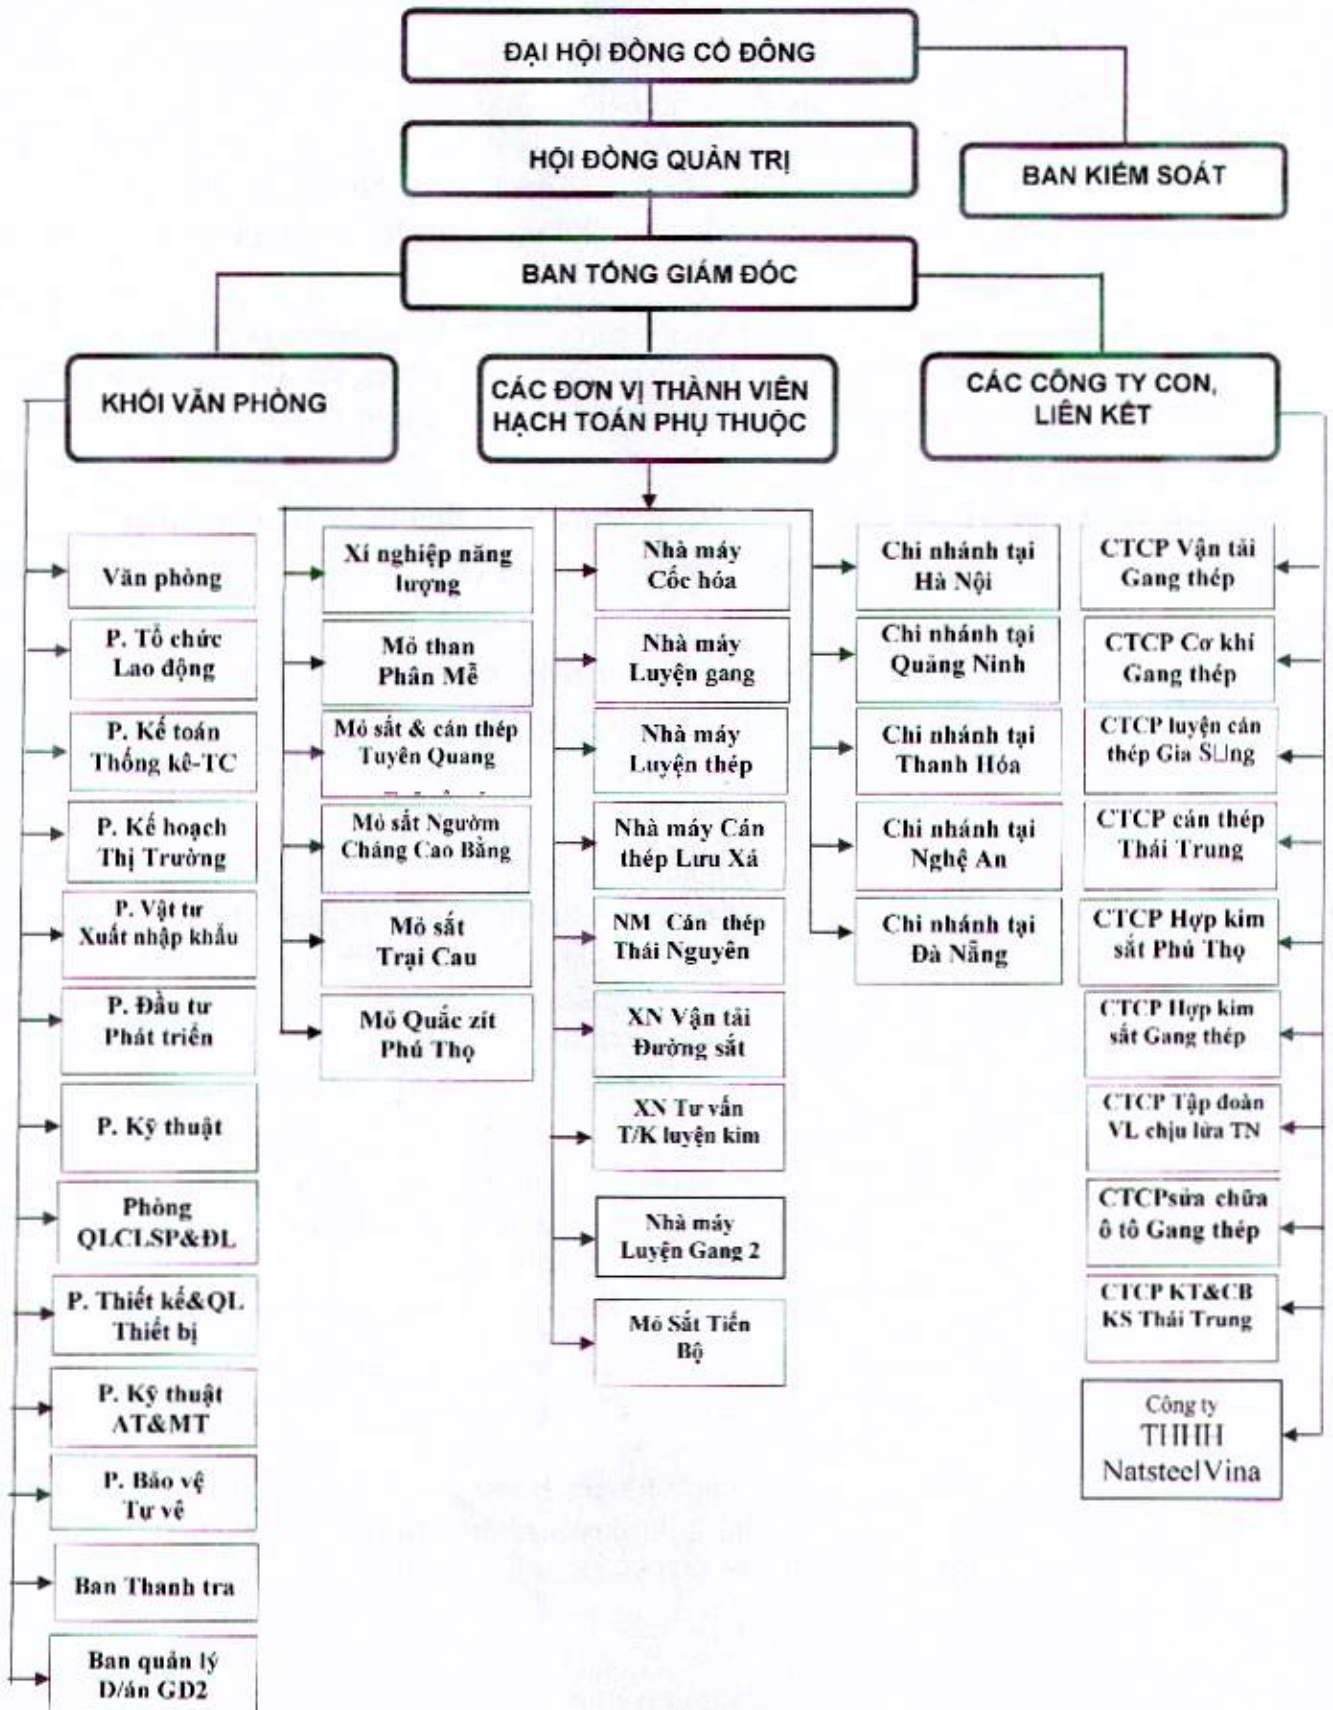 ĐẠI HỘI ĐỒNG CỔ ĐÔNG
HỘI ĐỒNG QUẢN TRỊ
BAN KIỂM SOÁT
BAN TỔNG GIÁM ĐỐC
KHỐI VĂN PHÒNG
CÁC ĐƠN VỊ THÀNH VIÊN
HẠCH TOÁN PHỤ THUỘC
CÁC CÔNG TY CON,
LIÊN KẾT
Văn phòng
P. Tổ chức
Lao động
P. Kế toán
Thống kê-TC
P. Kế hoạch
Thị Trường
P. Vật tư
Xuất nhập khẩu
P. Đầu tư
Phát triển
P. Kỹ thuật
Phòng
QLCLSP&ĐL
P. Thiết kế&QL
Thiết bị
P. Kỹ thuật
AT&MT
P. Bảo vệ
Tự vệ
Ban Thanh tra
Ban quản lý
D/án GD2
Xí nghiệp năng
lượng
Mỏ than
Phấn Mễ
Mỏ sắt & cán thép
Tuyên Quang
Mỏ sắt Ngườm
Cháng Cao Bằng
Mỏ sắt
Trại Cau
Mỏ Quắc zít
Phú Thọ
Nhà máy
Cốc hóa
Nhà máy
Luyện gang
Nhà máy
Luyện thép
Nhà máy Cán
thép Lưu Xá
NM Cán thép
Thái Nguyên
XN Vận tải
Đường sắt
XN Tư vấn
T/K luyện kim
Nhà máy
Luyện Gang 2
Mỏ Sắt Tiến
Bộ
Chi nhánh tại
Hà Nội
Chi nhánh tại
Quảng Ninh
Chi nhánh tại
Thanh Hóa
Chi nhánh tại
Nghệ An
Chi nhánh tại
Đà Nẵng
CTCP Vận tải
Gang thép
CTCP Cơ khí
Gang thép
CTCP luyện cán
thép Gia S□ng
CTCP cán thép
Thái Trung
CTCP Hợp kim
sắt Phú Thọ
CTCP Hợp kim
sắt Gang thép
CTCP Tập đoàn
VL chịu lửa TN
CTCPsửa chữa
ô tô Gang thép
CTCP KT&CB
KS Thái Trung
Công ty
THHH
NatsteelVina